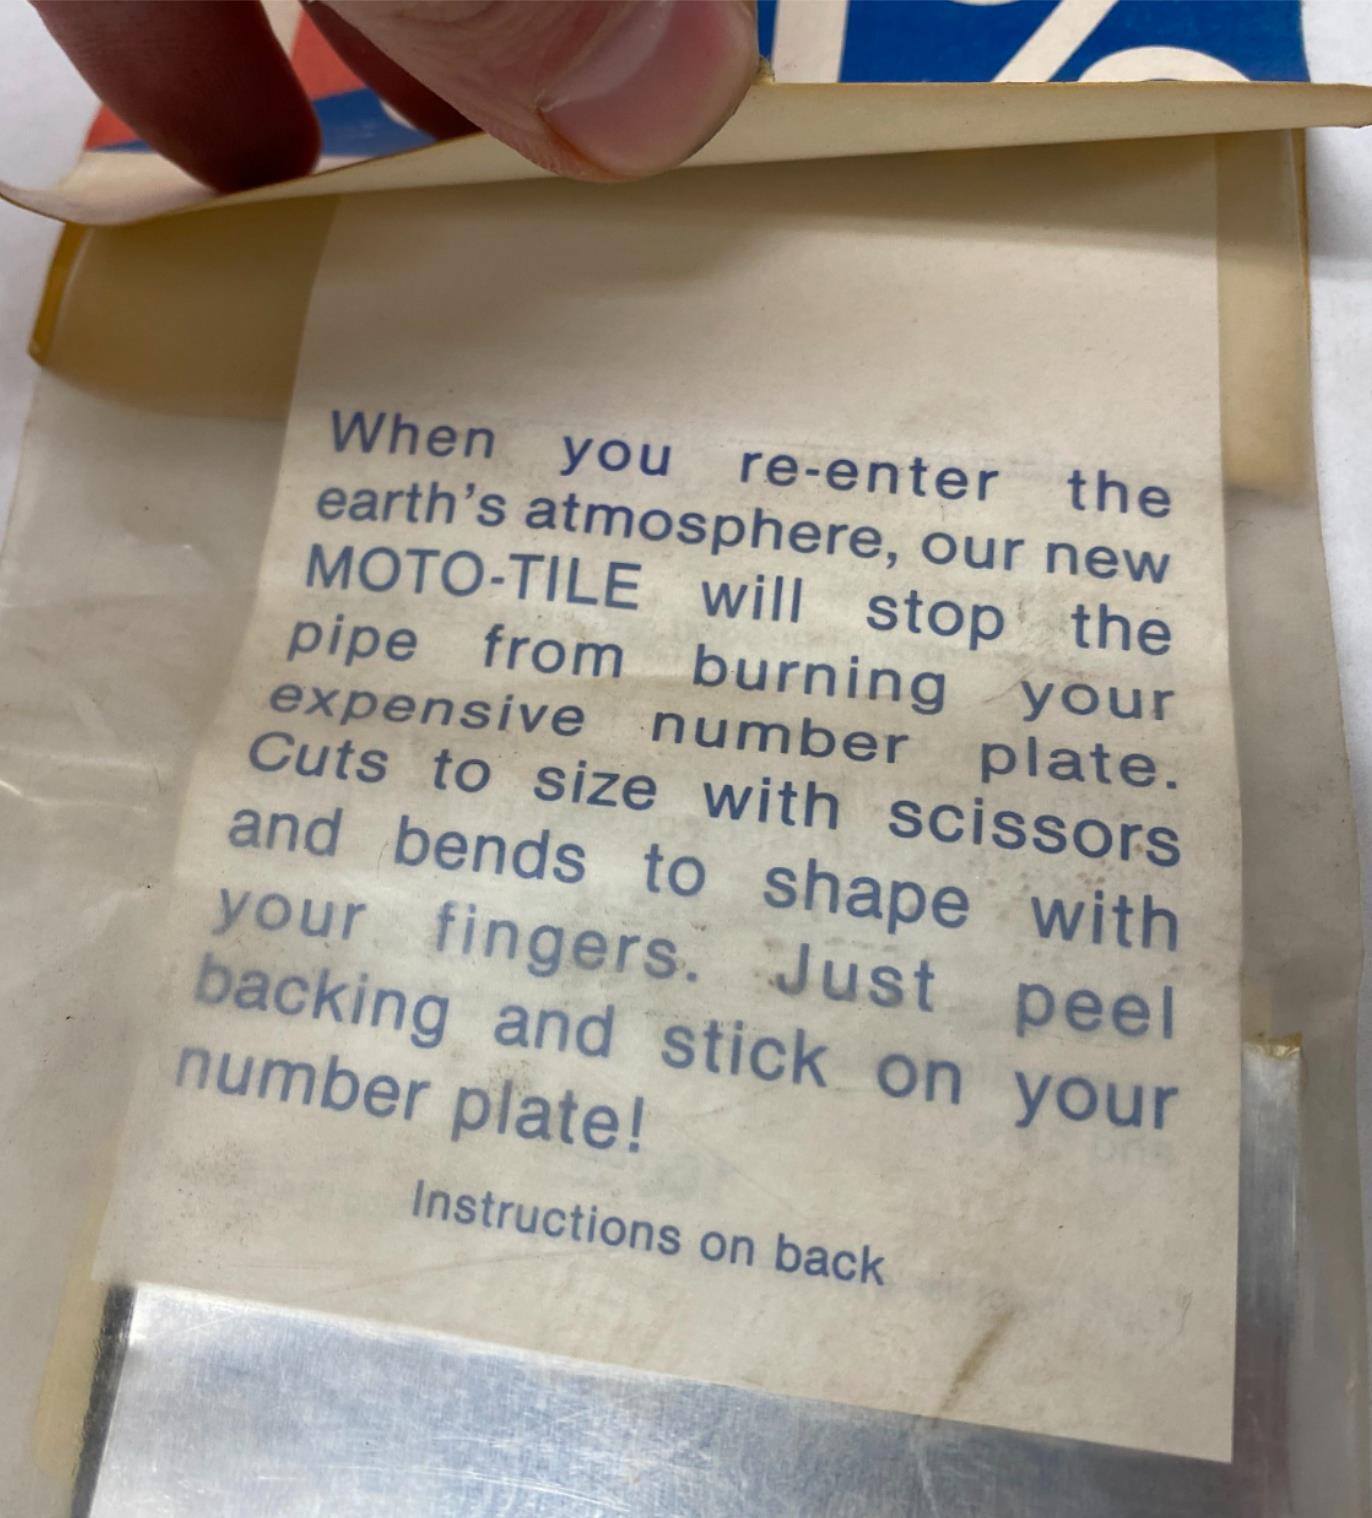 When you re-enter the
earth's atmosphere, our new
MOTO-TILE will stop the
pipe from burning your
expensive number plate.
Cuts to size with scissors
and bends to shape with
your fingers. Just peel
backing and stick on your
number plate!
Instructions on back